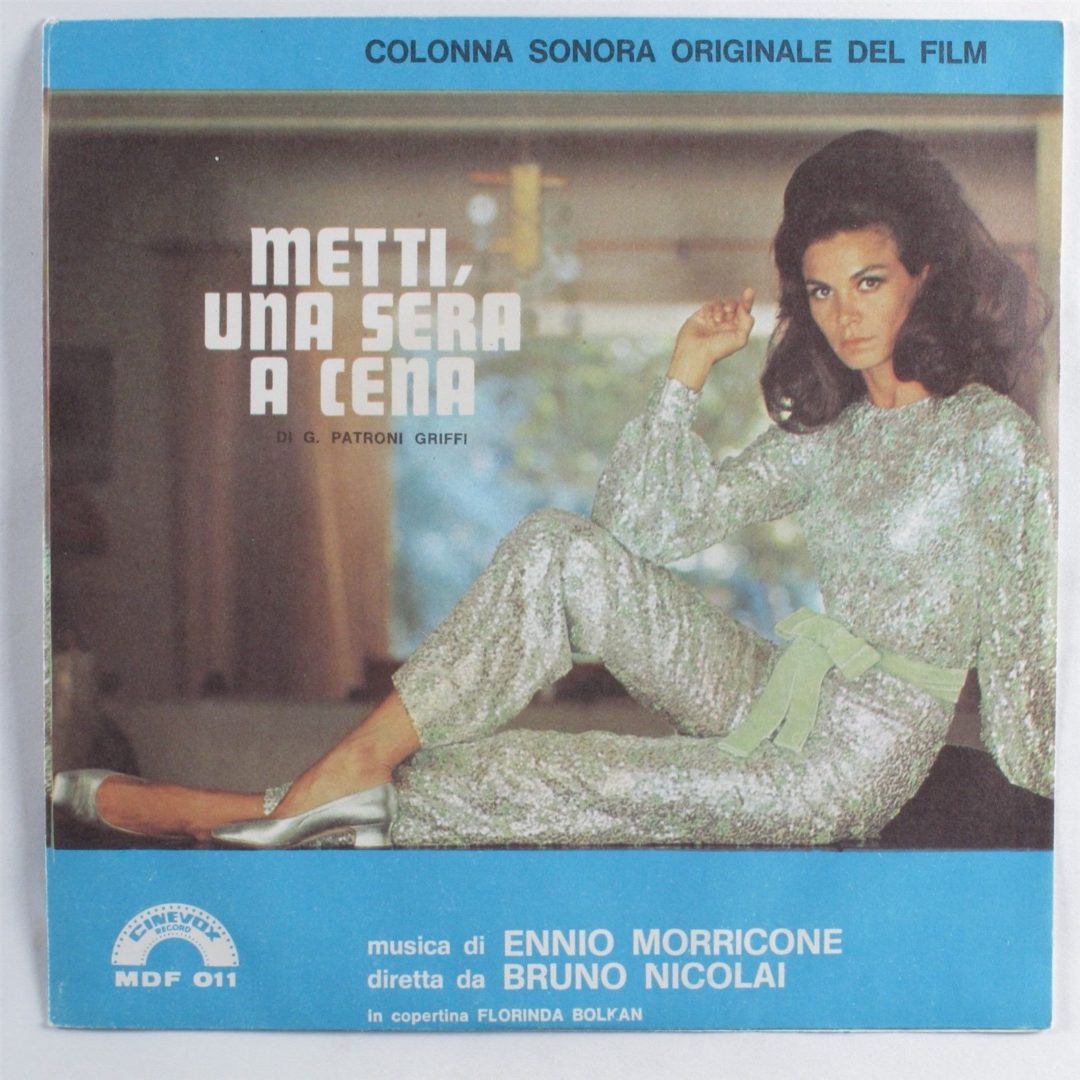 COLONNA SONORA ORIGINALE DEL FILM
METTI,
UNA SERA
A CENA
DI G. PATRONI GRIFFI
CINEVOX
RECORD
MDF 011
musica di ENNIO MORRICONE
diretta da BRUNO NICOLAI
in copertina FLORINDA BOLKAN